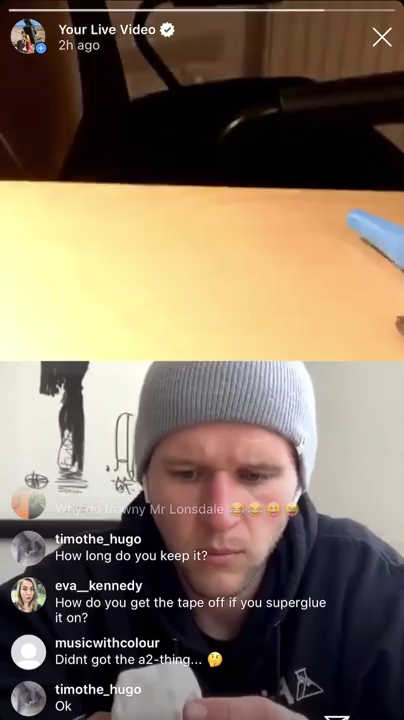 Your Live Video
2h ago
Why do frowny Mr Lonsdale 😂😂😝😅
timothe_hugo
How long do you keep it?
eva__kennedy
How do you get the tape off if you superglue
it on?
musicwithcolour
Didnt got the a2-thing... 🤔
timothe_hugo
Ok